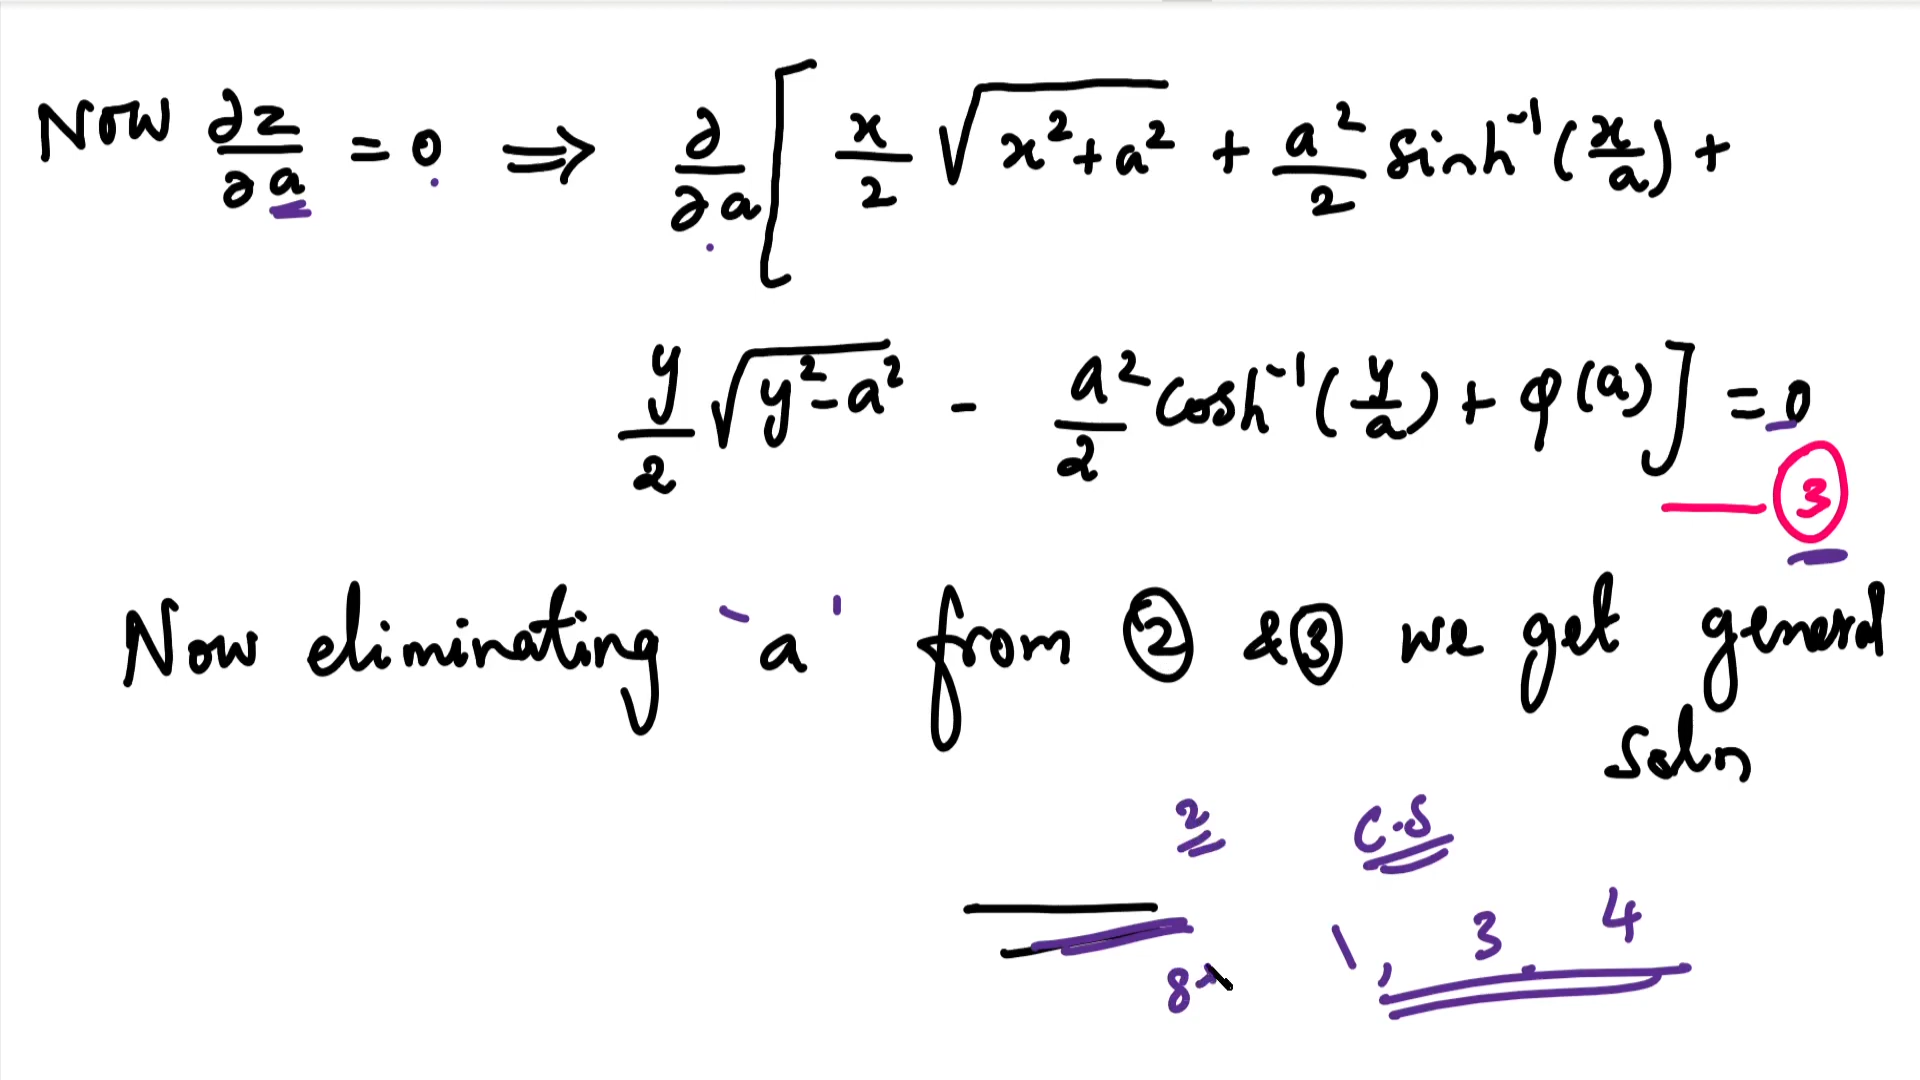 Now ∂z/∂a = 0 ⇒ ∂/∂a [ x/2 √(x²+a²) + a²/2 sinh⁻¹(x/a) +
y/2 √(y²-a²) - a²/2 cosh⁻¹(y/a) + φ(a) ] = 0
3
Now eliminating 'a' from ② & ③ we get general
soln
2 C.S
1, 3 4
8